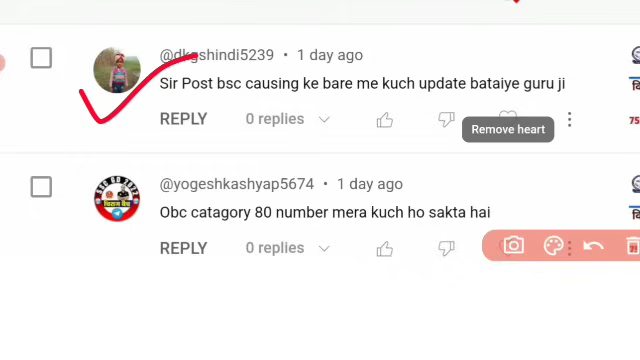 @dkgshindi5239 • 1 day ago
Sir Post bsc causing ke bare me kuch update bataiye guru ji
REPLY 0 replies
Remove heart
@yogeshkashyap5674 • 1 day ago
Obc catagory 80 number mera kuch ho sakta hai
REPLY 0 replies